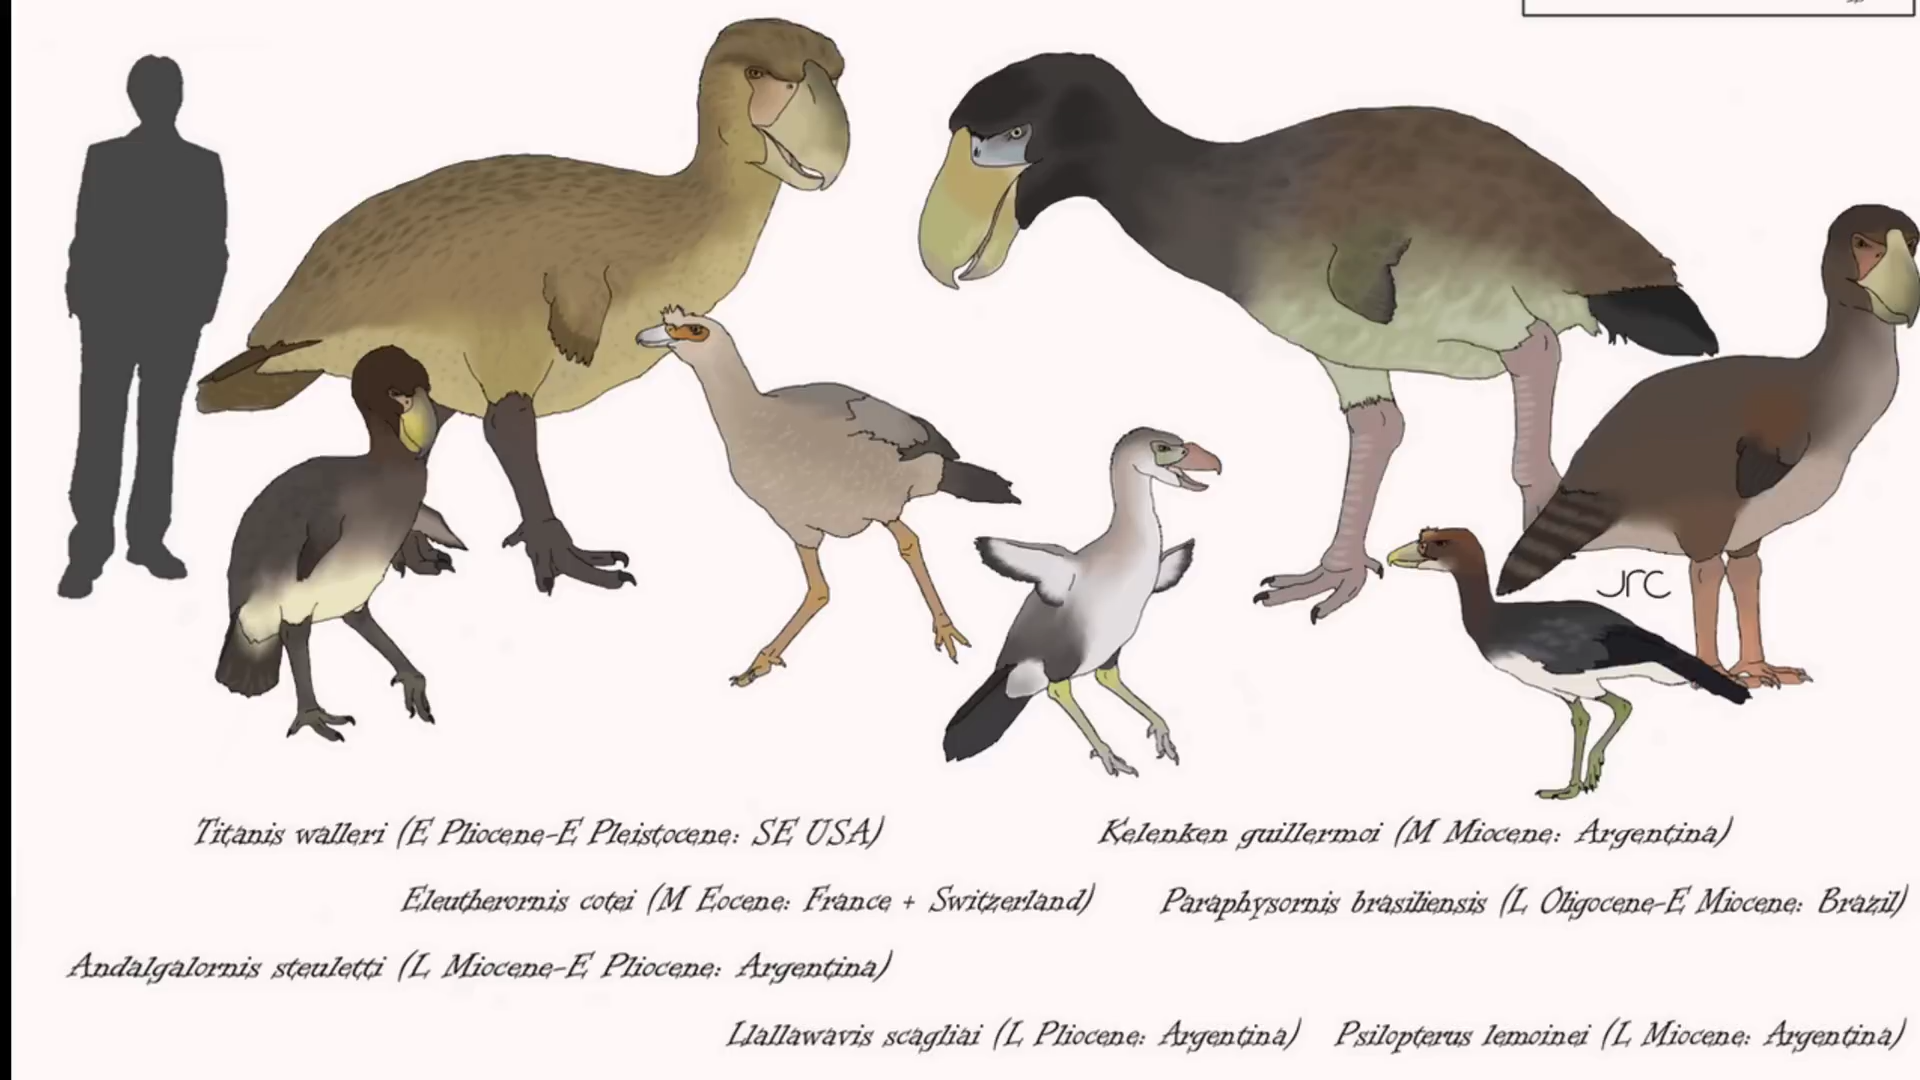 JRC
Titanis walleri (E Pliocene-E Pleistocene: SE USA)
Kelenken guillermoi (M Miocene: Argentina)
Eleutherornis cotei (M Eocene: France + Switzerland)
Paraphysornis brasiliensis (L Oligocene-E Miocene: Brazil)
Andalgalornis steuletti (L Miocene-E Pliocene: Argentina)
Llallawavis scagliai (L Pliocene: Argentina)
Psilopterus lemoinei (L Miocene: Argentina)